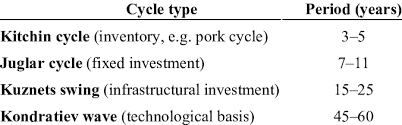 Cycle type Period (years)
Kitchin cycle (inventory, e.g. pork cycle) 3–5
Juglar cycle (fixed investment) 7–11
Kuznets swing (infrastructural investment) 15–25
Kondratiev wave (technological basis) 45–60